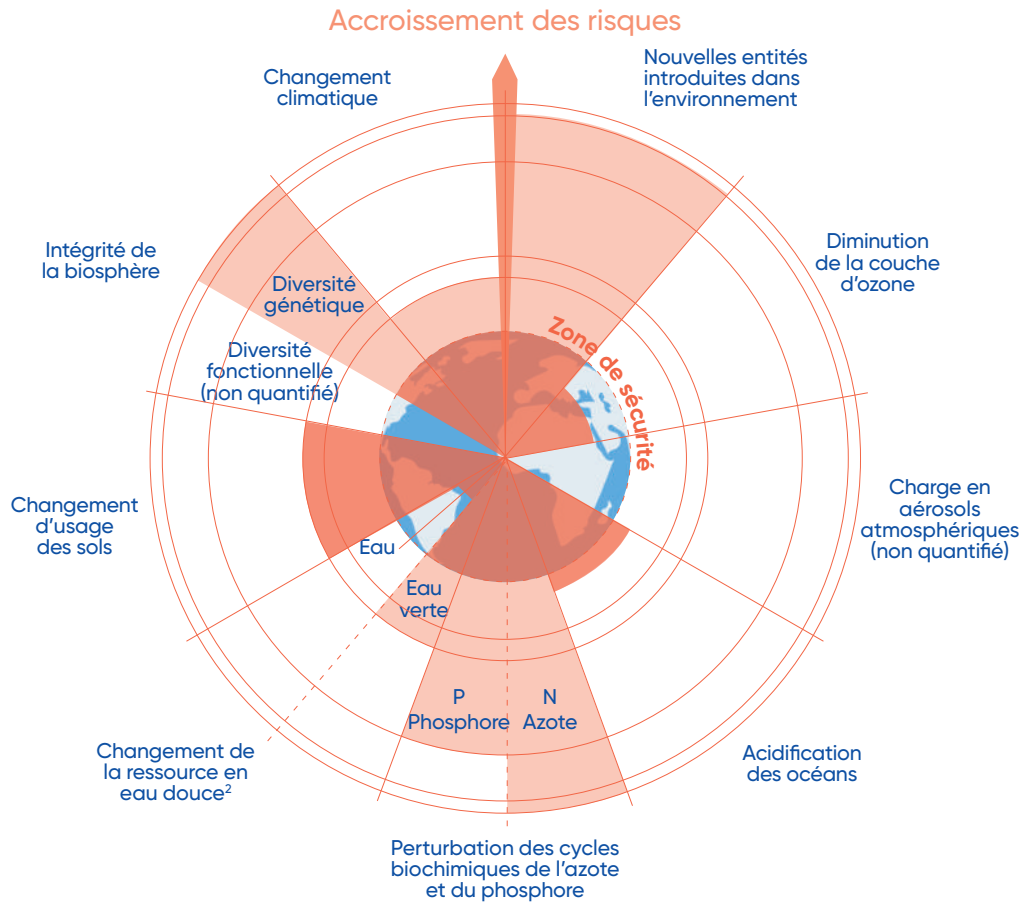 Accroissement des risques
Changement
climatique
Nouvelles entités
introduites dans
l'environnement
Intégrité de
la biosphère
Diminution
de la couche
d'ozone
Diversité
génétique
Zone de sécurité
Diversité
fonctionnelle
(non quantifié)
Changement
d'usage
des sols
Charge en
aérosols
atmosphériques
(non quantifié)
Eau
Eau
verte
P
Phosphore
N
Azote
Changement de
la ressource en
eau douce²
Acidification
des océans
Perturbation des cycles
biochimiques de l'azote
et du phosphore